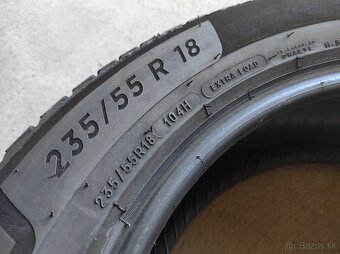 235/55 R 18
235/55R18 104H EXTRA LOAD
Bazos.sk